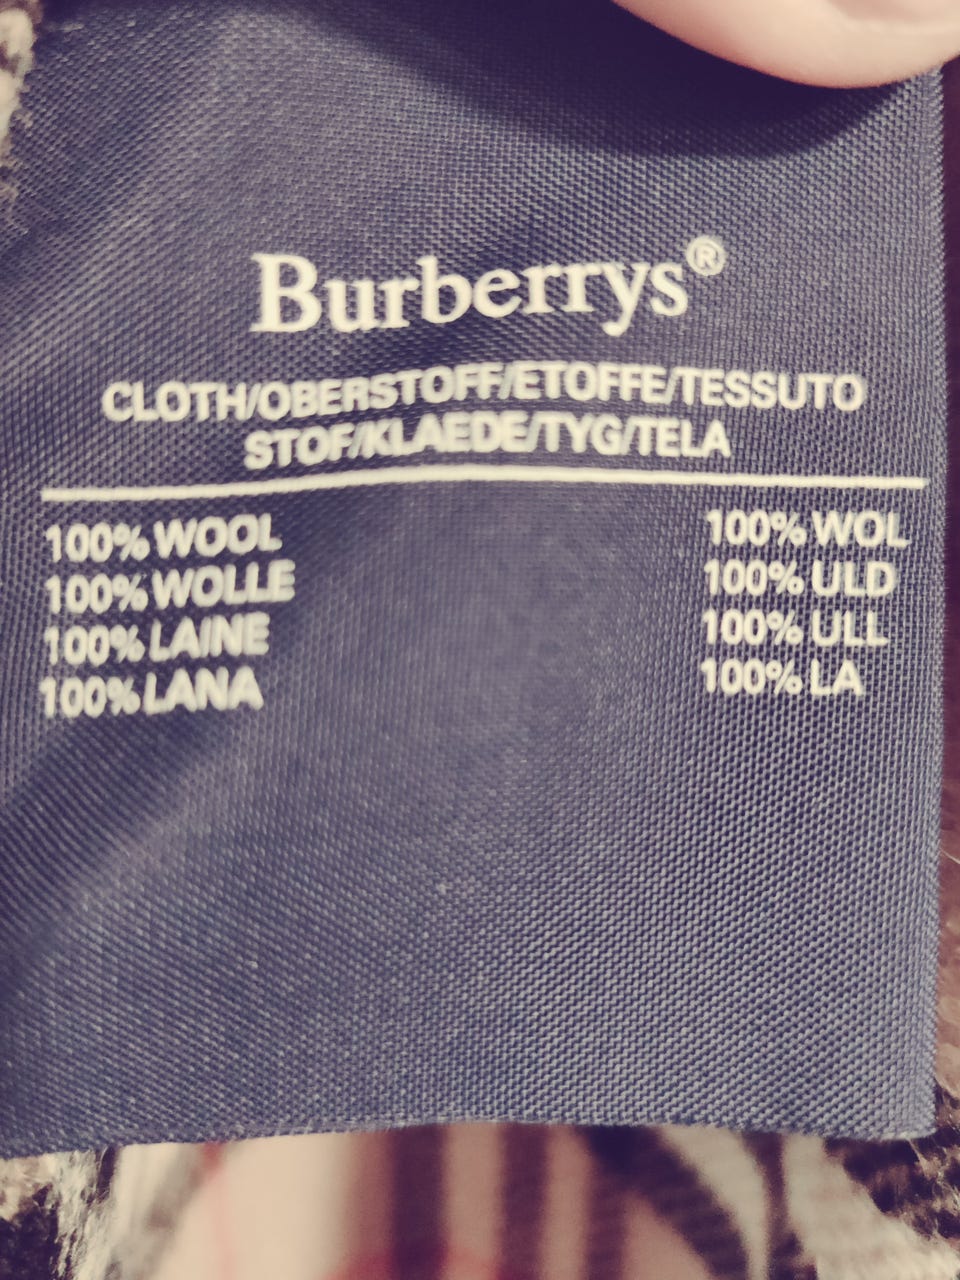 Burberrys®
CLOTH/OBERSTOFF/ETOFFE/TESSUTO
STOF/KLAEDE/TYG/TELA
100% WOOL
100% WOLLE
100% LAINE
100% LANA
100% WOL
100% ULD
100% ULL
100% LA